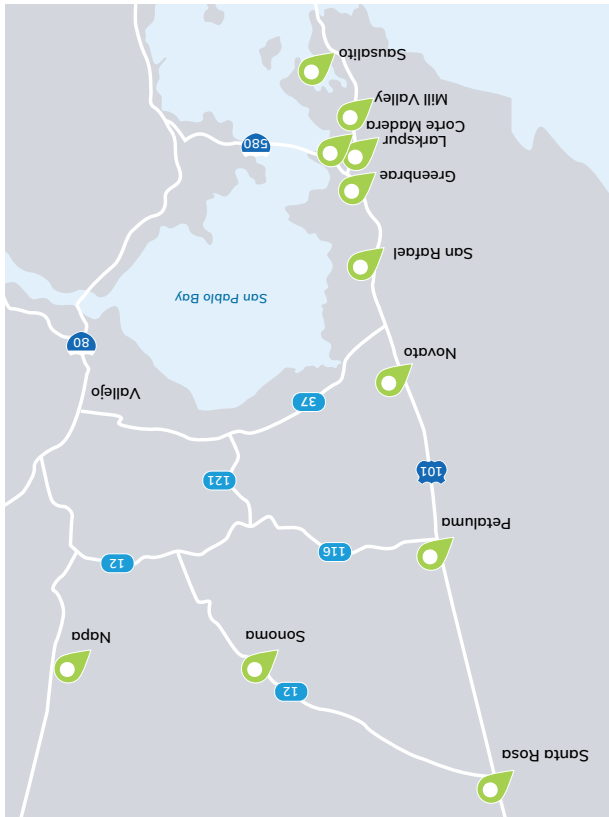 Santa Rosa
12
Sonoma
Napa
116
12
Petaluma
121
101
37
Vallejo
Novato
80
San Pablo Bay
San Rafael
Greenbrae
Larkspur
Corte Madera
580
Mill Valley
Sausalito